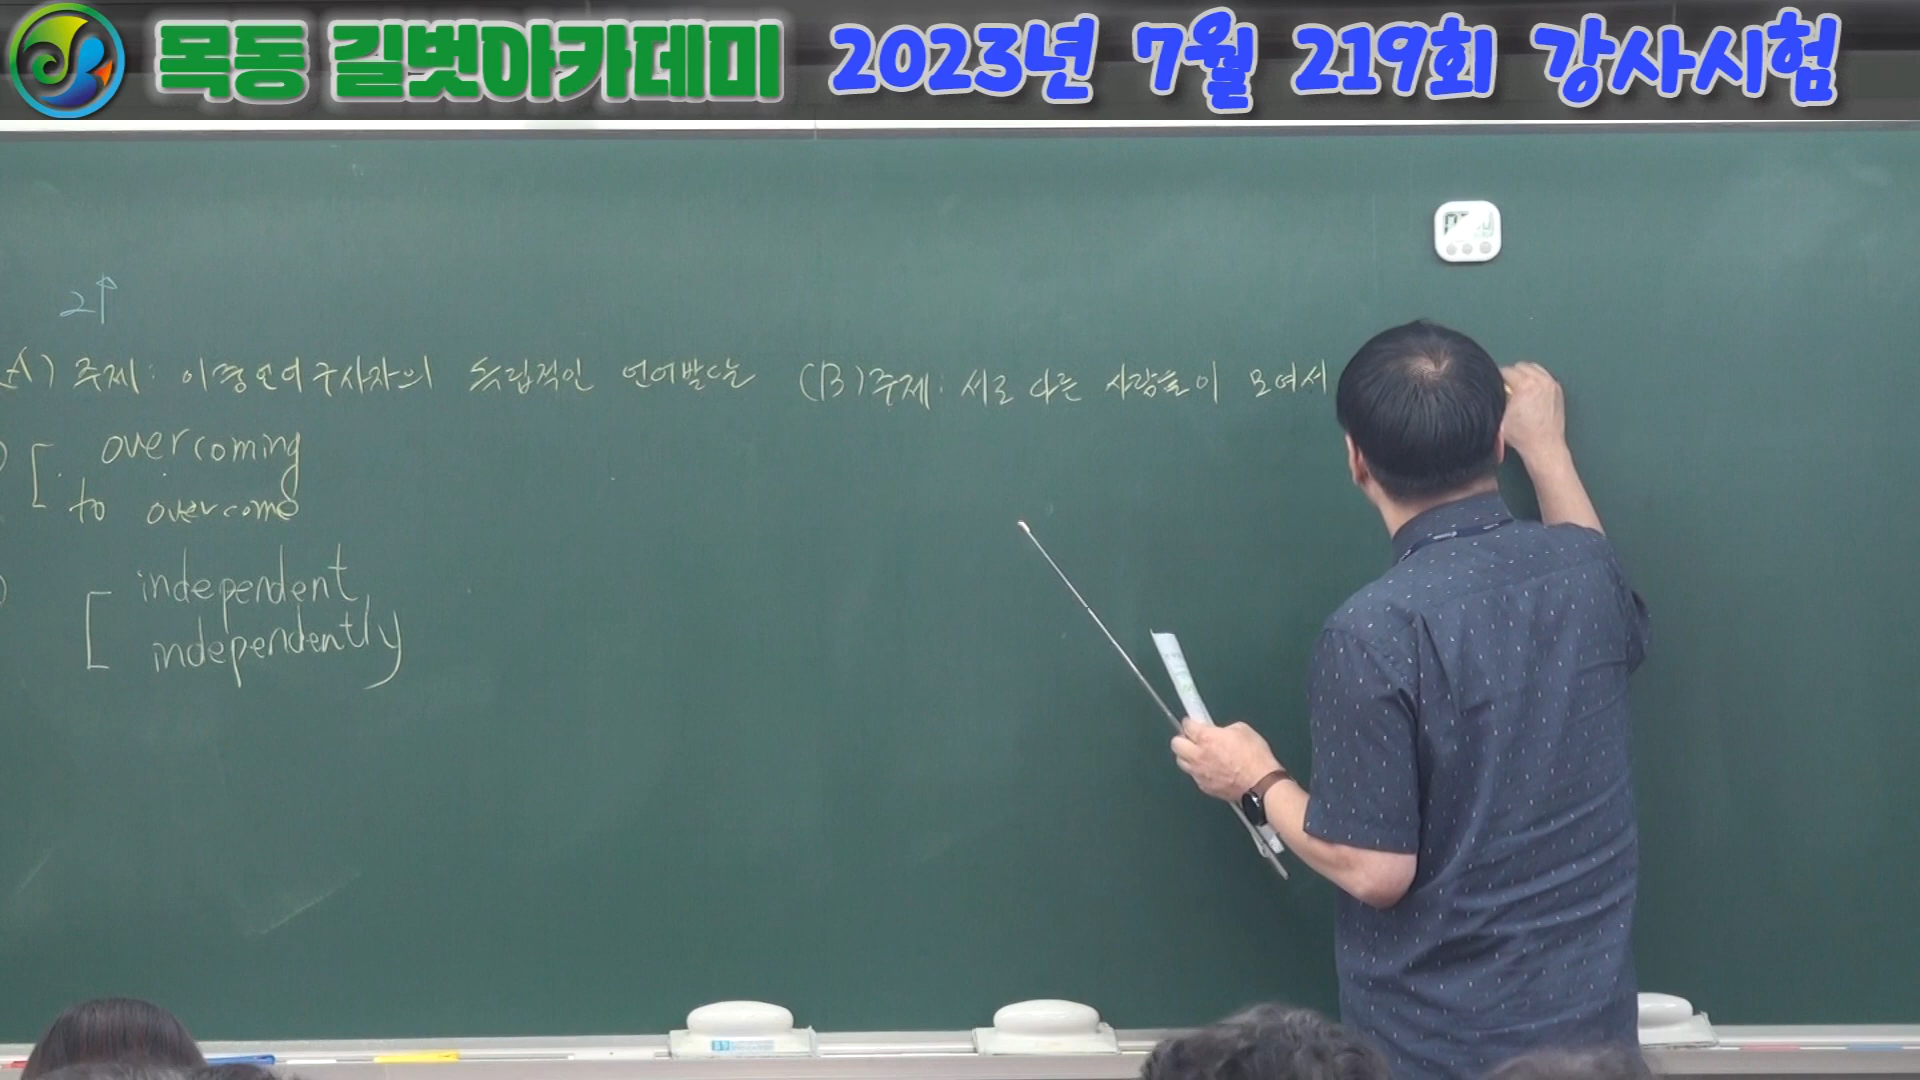 목동 길벗아카데미 2023년 7월 219회 강사시험
21
A) 주제: 이중언어구사자의 독립적인 언어발달
overcoming
to overcome
independent
independently
(B) 주제: 서로 다른 사람들이 모여서